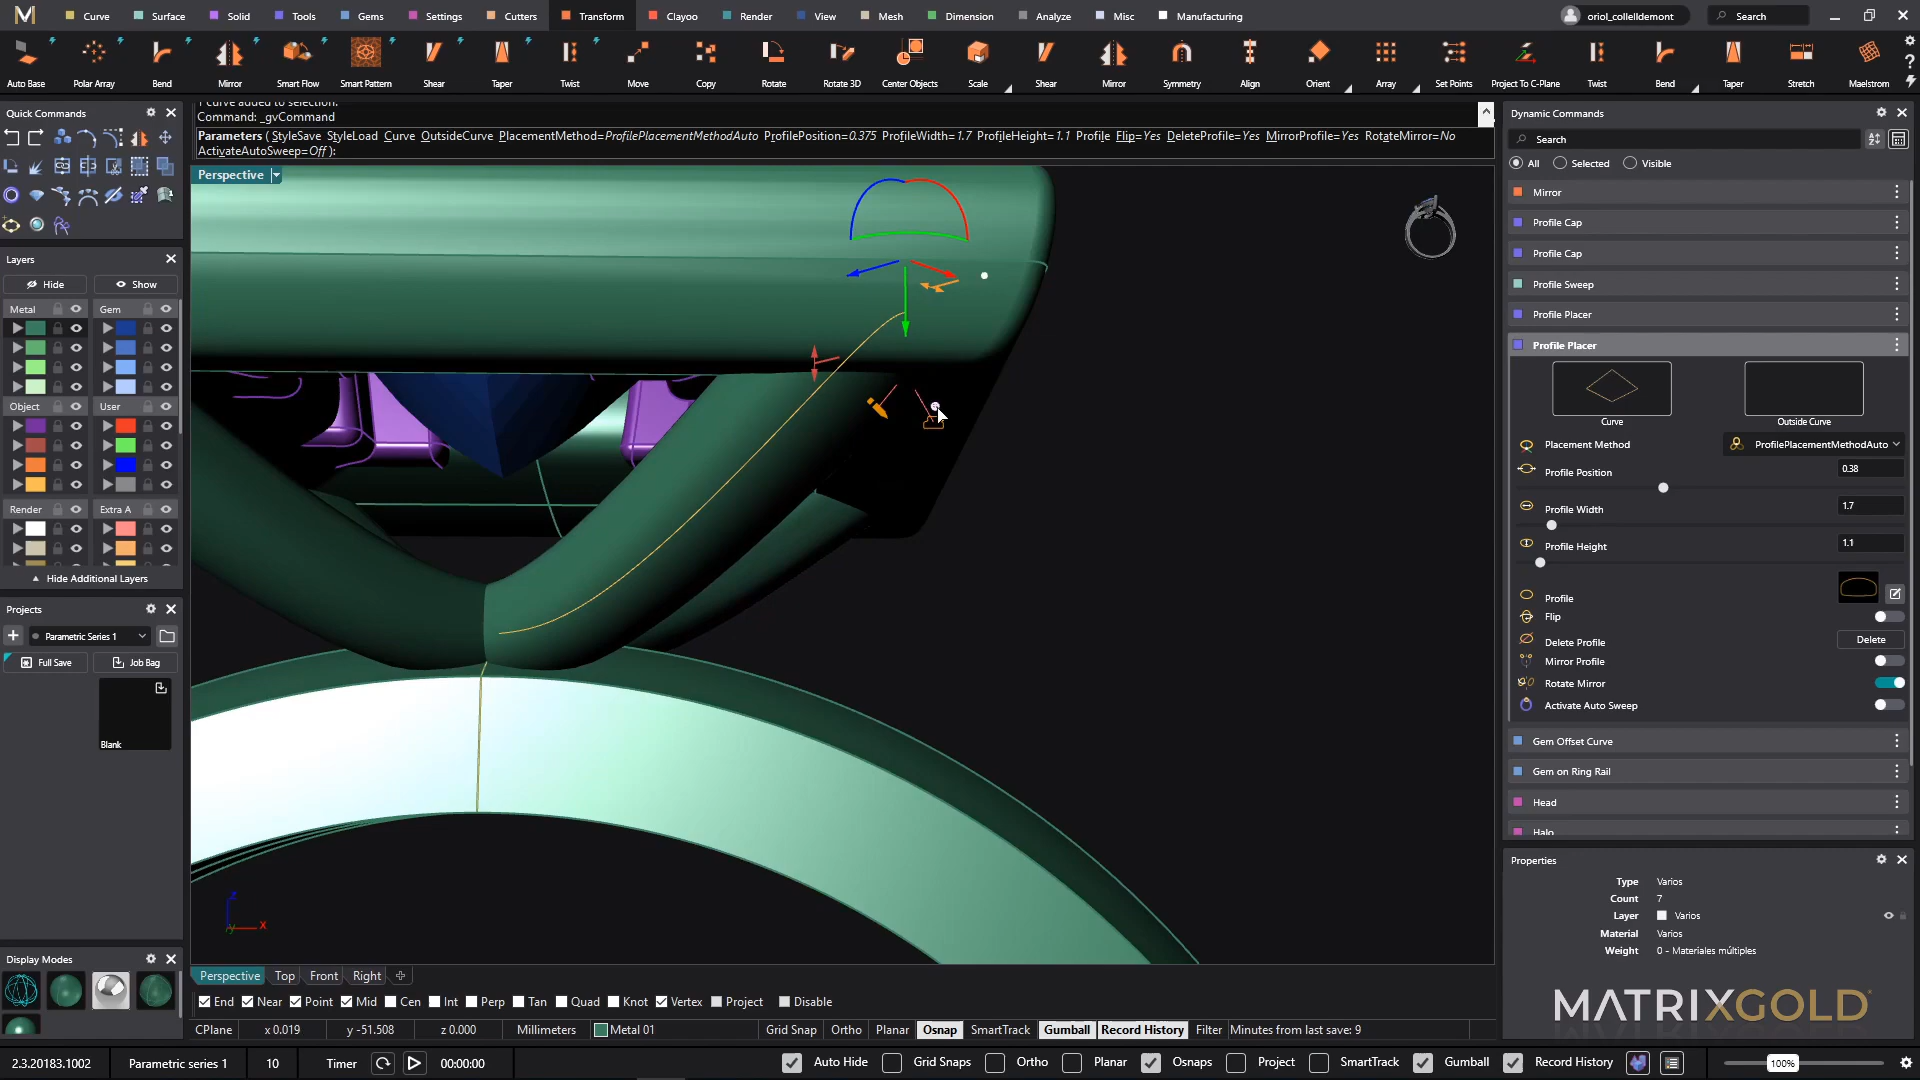 Curve Surface Solid Tools Gems Settings Cutters Transform Clayoo Render View Mesh Dimension Analyze Misc Manufacturing oriol_collelldemont Search
Auto Base Polar Array Bend Mirror Smart Flow Smart Pattern Shear Taper Twist Move Copy Rotate Rotate 3D Center Objects Scale Shear Mirror Symmetry Align Orient Array Set Points Project To C-Plane Twist Bend Taper Stretch Maelstrom
Quick Commands
1 curve added to selection.
Command: _gvCommand
Parameters ( StyleSave StyleLoad Curve OutsideCurve PlacementMethod=ProfilePlacementMethodAuto ProfilePosition=0.375 ProfileWidth=1.7 ProfileHeight=1.1 Profile Flip=Yes DeleteProfile=Yes MirrorProfile=Yes RotateMirror=No
ActivateAutoSweep=Off ):
Perspective
Layers
Hide Show
Metal Gem
Object User
Render Extra A
Hide Additional Layers
Projects
Parametric Series 1
Full Save Job Bag
Blank
Display Modes
z
x
y
Dynamic Commands
Search
All Selected Visible
Mirror
Profile Cap
Profile Cap
Profile Sweep
Profile Placer
Profile Placer
Curve Outside Curve
Placement Method ProfilePlacementMethodAuto
Profile Position 0.38
Profile Width 1.7
Profile Height 1.1
Profile
Flip
Delete Profile Delete
Mirror Profile
Rotate Mirror
Activate Auto Sweep
Gem Offset Curve
Gem on Ring Rail
Head
Halo
Properties
Type Varios
Count 7
Layer Varios
Material Varios
Weight 0 - Materiales múltiples
MATRIXGOLD
Perspective Top Front Right
End Near Point Mid Cen Int Perp Tan Quad Knot Vertex Project Disable
CPlane x 0.019 y -51.508 z 0.000 Millimeters Metal 01 Grid Snap Ortho Planar Osnap SmartTrack Gumball Record History Filter Minutes from last save: 9
2.3.20183.1002 Parametric series 1 10 Timer 00:00:00 Auto Hide Grid Snaps Ortho Planar Osnaps Project SmartTrack Gumball Record History 100%